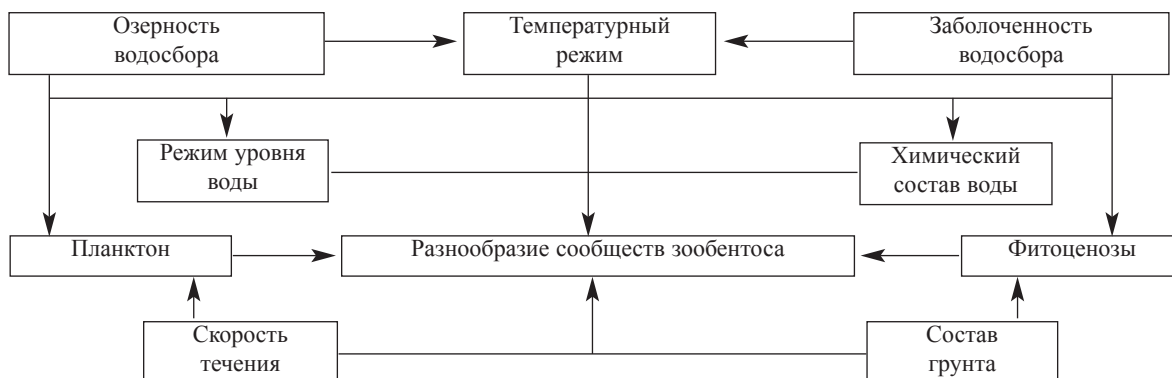 Озерность
водосбора
Температурный
режим
Заболоченность
водосбора
Режим уровня
воды
Химический
состав воды
Планктон
Разнообразие сообществ зообентоса
Фитоценозы
Скорость
течения
Состав
грунта